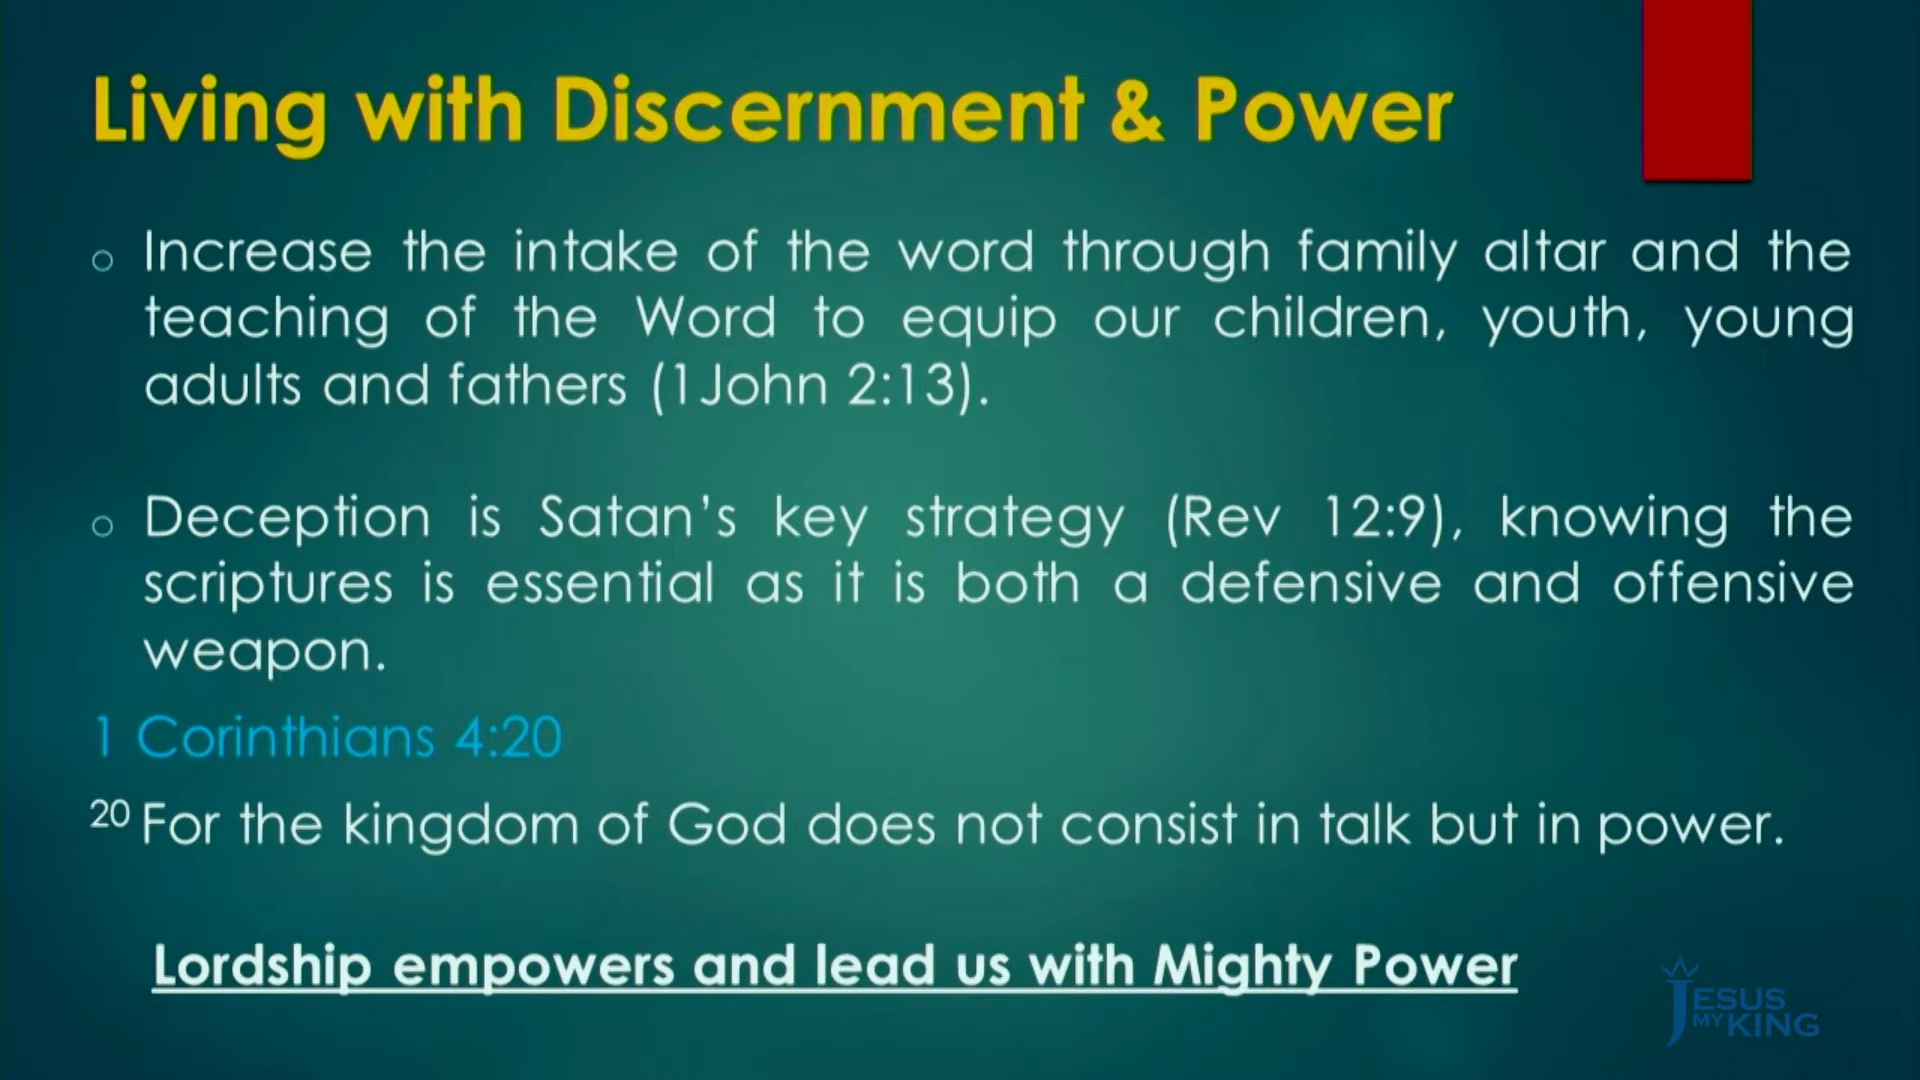 Living with Discernment & Power
o Increase the intake of the word through family altar and the
teaching of the Word to equip our children, youth, young
adults and fathers (1John 2:13).
o Deception is Satan's key strategy (Rev 12:9), knowing the
scriptures is essential as it is both a defensive and offensive
weapon.
1 Corinthians 4:20
20 For the kingdom of God does not consist in talk but in power.
Lordship empowers and lead us with Mighty Power
JESUS
MY KING